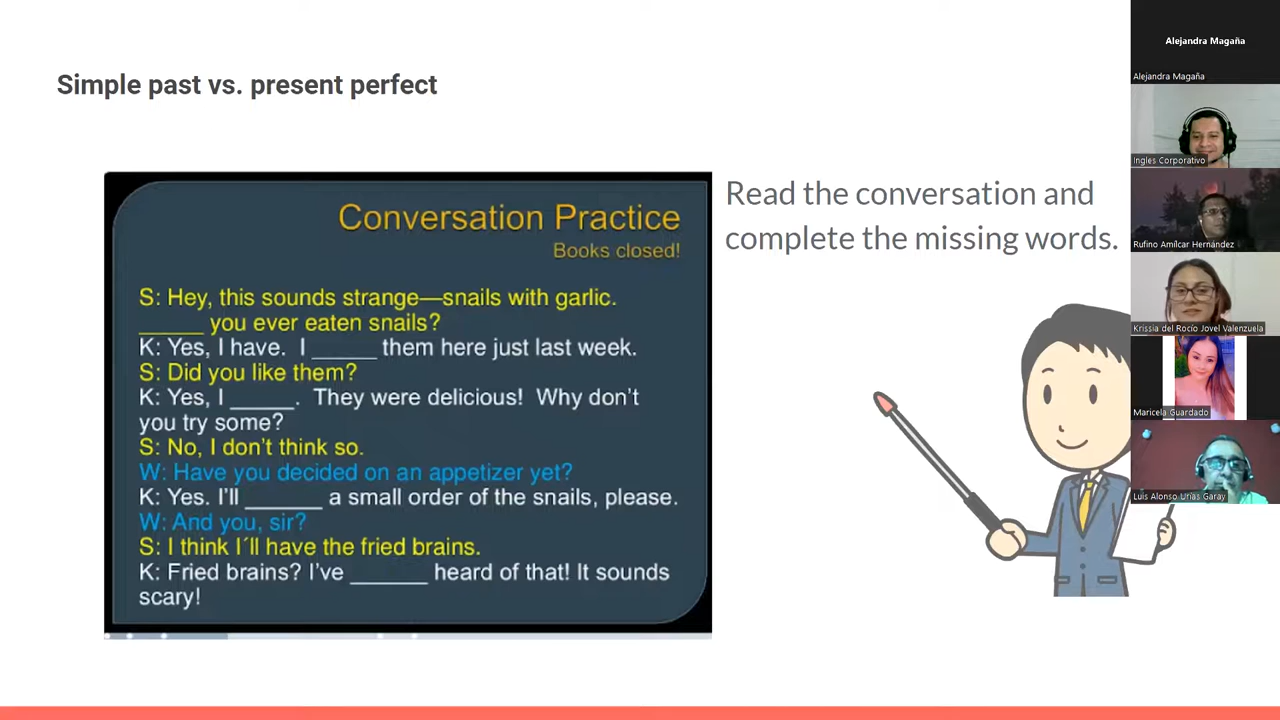 Simple past vs. present perfect
Conversation Practice
Books closed!
S: Hey, this sounds strange—snails with garlic.
_____ you ever eaten snails?
K: Yes, I have.  I _____ them here just last week.
S: Did you like them?
K: Yes, I _____.  They were delicious!  Why don't
you try some?
S: No, I don't think so.
W: Have you decided on an appetizer yet?
K: Yes. I'll ______ a small order of the snails, please.
W: And you, sir?
S: I think I´ll have the fried brains.
K: Fried brains? I've ______ heard of that! It sounds
scary!
Read the conversation and
complete the missing words.
Alejandra Magaña
Alejandra Magaña
Ingles Corporativo
Rufino Amílcar Hernández
Krissia del Rocío Jovel Valenzuela
Maricela Guardado
Luis Alonso Urías Garay